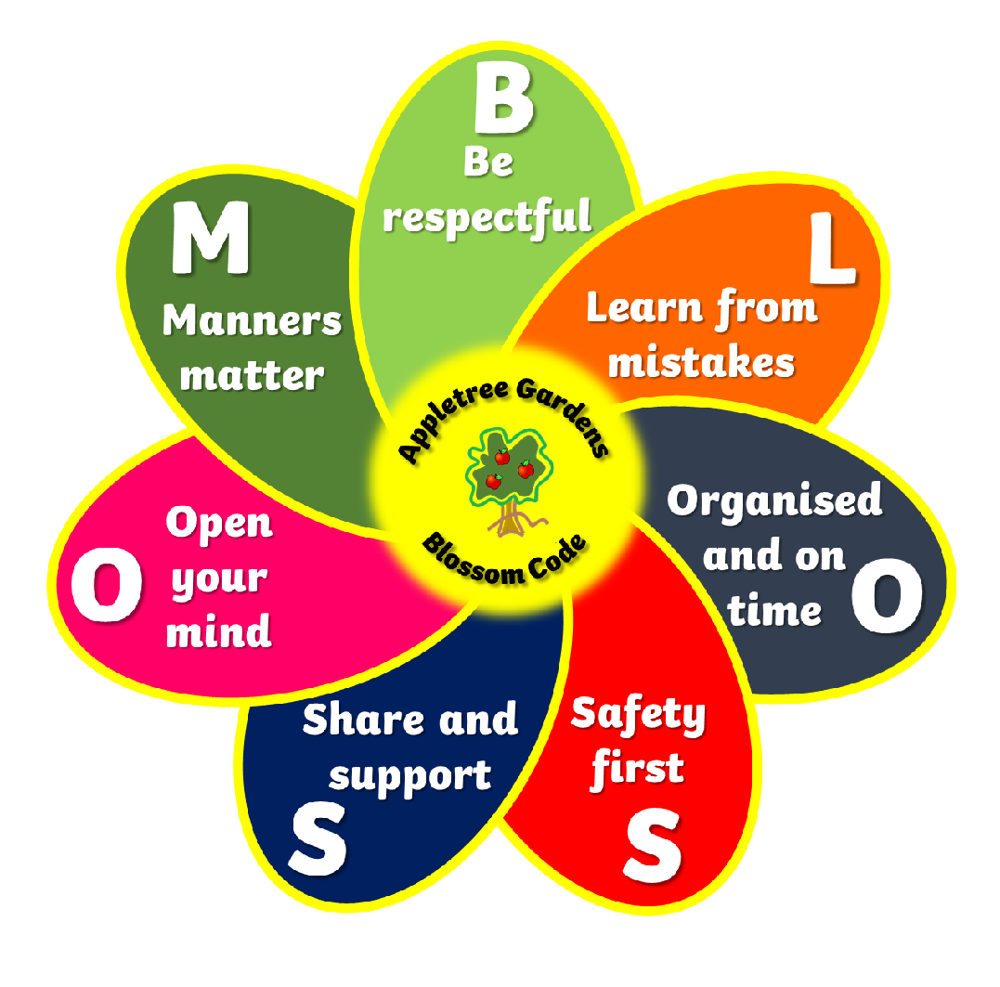 B
Be
respectful
L
Learn from
mistakes
Organised
and on
time
O
Safety
first
S
Share and
support
S
Open
your
mind
O
M
Manners
matter
Appletree Gardens
Blossom Code